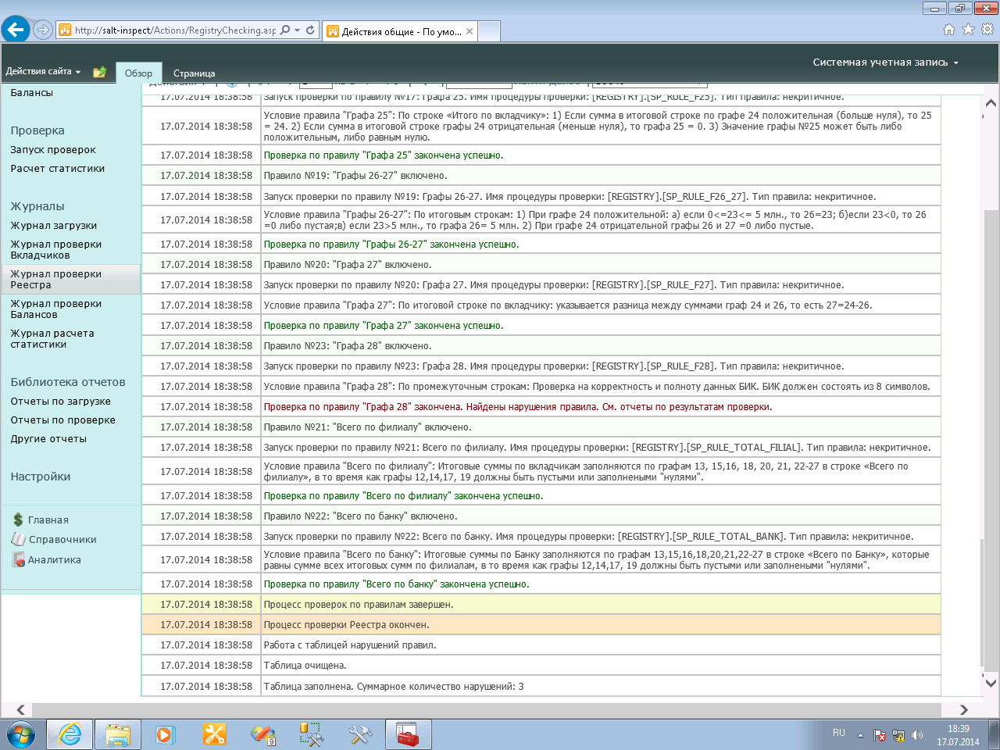 http://salt-inspect/Actions/RegistryChecking.asp
Действия общие - По умо...
Действия сайта
Обзор
Страница
Системная учетная запись
Балансы
Проверка
Запуск проверок
Расчет статистики
Журналы
Журнал загрузки
Журнал проверки
Вкладчиков
Журнал проверки
Реестра
Журнал проверки
Балансов
Журнал расчета
статистики
Библиотека отчетов
Отчеты по загрузке
Отчеты по проверке
Другие отчеты
Настройки
Главная
Справочники
Аналитика
17.07.2014 18:38:58 Запуск проверки по правилу №17: Графа 25. Имя процедуры проверки: [REGISTRY].[SP_RULE_F25]. Тип правила: некритичное.
17.07.2014 18:38:58 Условие правила "Графа 25": По строке «Итого по вкладчику»: 1) Если сумма в итоговой строке по графе 24 положительная (больше нуля), то 25
= 24. 2) Если сумма в итоговой строке графы 24 отрицательная (меньше нуля), то графа 25 = 0. 3) Значение графы №25 может быть либо
положительным, либо равным нулю.
17.07.2014 18:38:58 Проверка по правилу "Графа 25" закончена успешно.
17.07.2014 18:38:58 Правило №19: "Графы 26-27" включено.
17.07.2014 18:38:58 Запуск проверки по правилу №19: Графы 26-27. Имя процедуры проверки: [REGISTRY].[SP_RULE_F26_27]. Тип правила: некритичное.
17.07.2014 18:38:58 Условие правила "Графы 26-27": По итоговым строкам: 1) При графе 24 положительной: а) если 0<=23<= 5 млн., то 26=23; б)если 23<0, то 26
=0 либо пустая;в) если 23>5 млн., то графа 26= 5 млн. 2) При графе 24 отрицательной графы 26 и 27 =0 либо пустые.
17.07.2014 18:38:58 Проверка по правилу "Графы 26-27" закончена успешно.
17.07.2014 18:38:58 Правило №20: "Графа 27" включено.
17.07.2014 18:38:58 Запуск проверки по правилу №20: Графа 27. Имя процедуры проверки: [REGISTRY].[SP_RULE_F27]. Тип правила: некритичное.
17.07.2014 18:38:58 Условие правила "Графа 27": По итоговой строке по вкладчику: указывается разница между суммами граф 24 и 26, то есть 27=24-26.
17.07.2014 18:38:58 Проверка по правилу "Графа 27" закончена успешно.
17.07.2014 18:38:58 Правило №23: "Графа 28" включено.
17.07.2014 18:38:58 Запуск проверки по правилу №23: Графа 28. Имя процедуры проверки: [REGISTRY].[SP_RULE_F28]. Тип правила: некритичное.
17.07.2014 18:38:58 Условие правила "Графа 28": По промежуточным строкам: Проверка на корректность и полноту данных БИК. БИК должен состоять из 8 символов.
17.07.2014 18:38:58 Проверка по правилу "Графа 28" закончена. Найдены нарушения правила. См. отчеты по результатам проверки.
17.07.2014 18:38:58 Правило №21: "Всего по филиалу" включено.
17.07.2014 18:38:58 Запуск проверки по правилу №21: Всего по филиалу. Имя процедуры проверки: [REGISTRY].[SP_RULE_TOTAL_FILIAL]. Тип правила: некритичное.
17.07.2014 18:38:58 Условие правила "Всего по филиалу": Итоговые суммы по вкладчикам заполняются по графам 13, 15,16, 18, 20, 21, 22-27 в строке «Всего по
филиалу», в то время как графы 12,14,17, 19 должны быть пустыми или заполнеными "нулями".
17.07.2014 18:38:58 Проверка по правилу "Всего по филиалу" закончена успешно.
17.07.2014 18:38:58 Правило №22: "Всего по банку" включено.
17.07.2014 18:38:58 Запуск проверки по правилу №22: Всего по банку. Имя процедуры проверки: [REGISTRY].[SP_RULE_TOTAL_BANK]. Тип правила: некритичное.
17.07.2014 18:38:58 Условие правила "Всего по банку": Итоговые суммы по Банку заполняются по графам 13,15,16,18,20,21,22-27 в строке «Всего по Банку», которые
равны сумме всех итоговых сумм по филиалам, в то время как графы 12,14,17, 19 должны быть пустыми или заполнеными "нулями".
17.07.2014 18:38:58 Проверка по правилу "Всего по банку" закончена успешно.
17.07.2014 18:38:58 Процесс проверок по правилам завершен.
17.07.2014 18:38:58 Процесс проверки Реестра окончен.
17.07.2014 18:38:58 Работа с таблицей нарушений правил.
17.07.2014 18:38:58 Таблица очищена.
17.07.2014 18:38:58 Таблица заполнена. Суммарное количество нарушений: 3
RU
18:39
17.07.2014